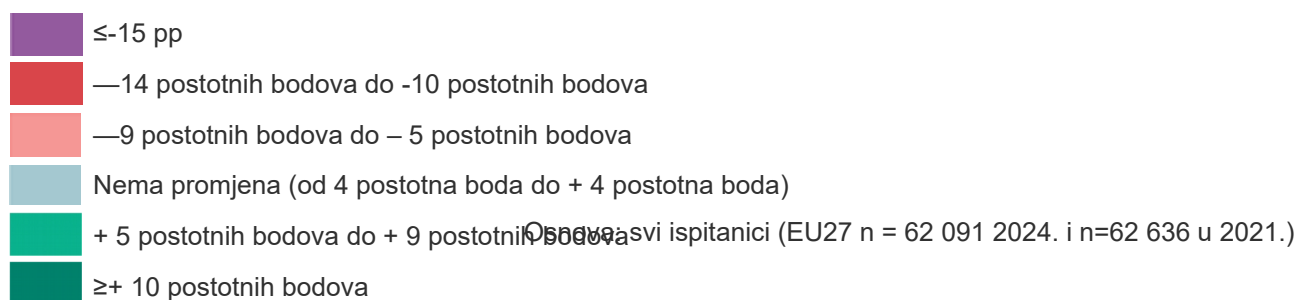 ≤-15 pp
—14 postotnih bodova do -10 postotnih bodova
—9 postotnih bodova do – 5 postotnih bodova
Nema promjena (od 4 postotna boda do + 4 postotna boda)
+ 5 postotnih bodova do + 9 postotnih bodova
Osnova: svi ispitanici (EU27 n = 62 091 2024. i n=62 636 u 2021.)
≥+ 10 postotnih bodova